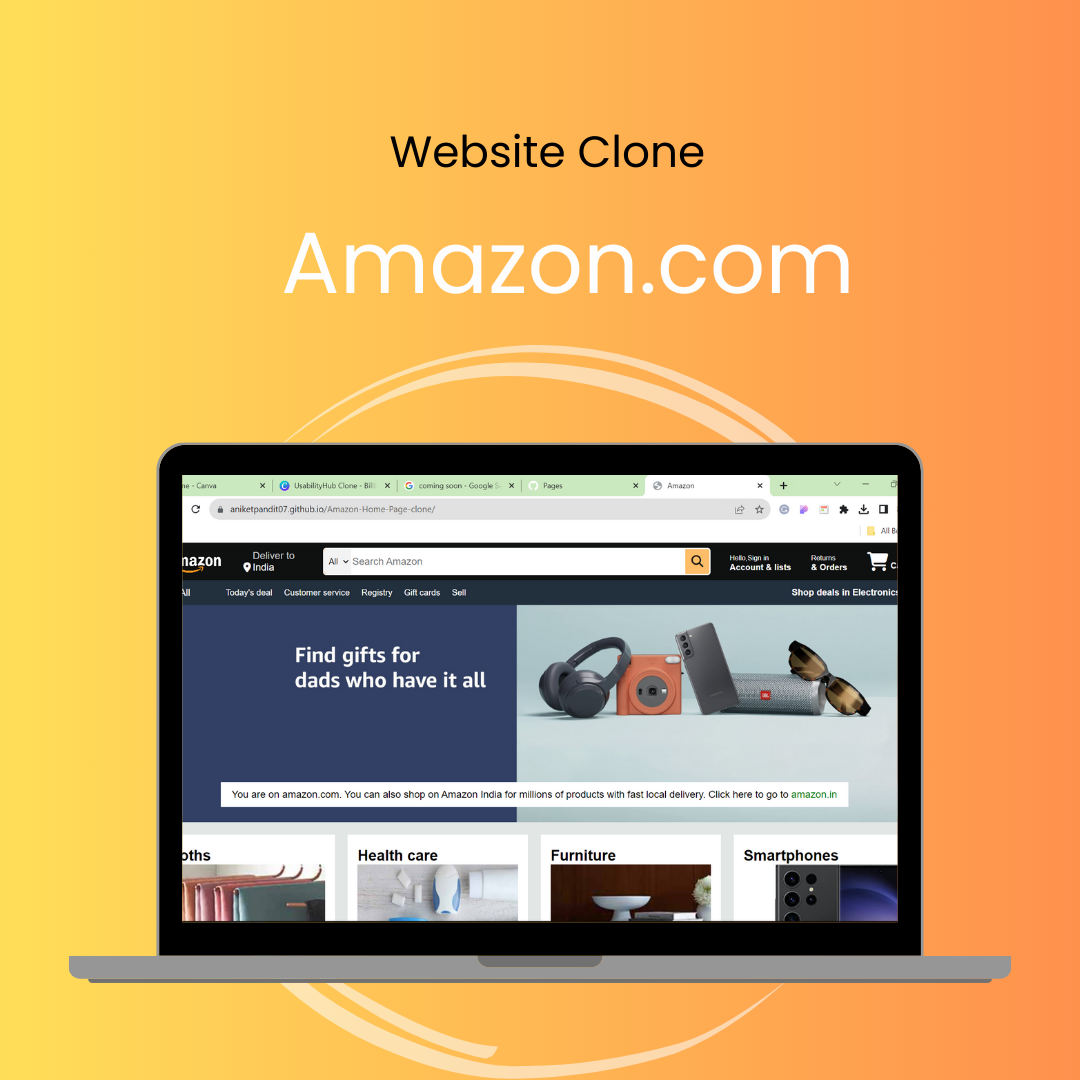 Website Clone
Amazon.com
ne - Canva
UsabilityHub Clone - Bill
coming soon - Google S
Pages
Amazon
aniketpandit07.github.io/Amazon-Home-Page-clone/
All B
mazon
Deliver to
India
All
Search Amazon
Hello,Sign in
Account & lists
Returns
& Orders
Ca
All
Today's deal
Customer service
Registry
Gift cards
Sell
Shop deals in Electronics
Find gifts for
dads who have it all
JBL
You are on amazon.com. You can also shop on Amazon India for millions of products with fast local delivery. Click here to go to amazon.in
oths
Health care
Furniture
Smartphones